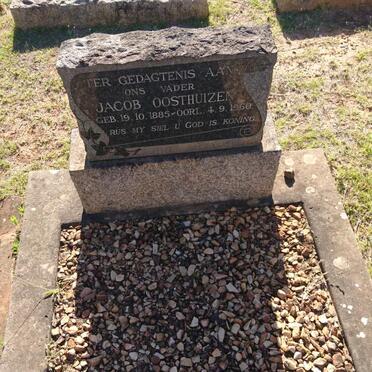 TER GEDAGTENIS AAN
ONS VADER
JACOB OOSTHUIZEN
GEB. 19.10.1885-OORL. 4.9.1960
RUS MY SIEL U GOD IS KONING